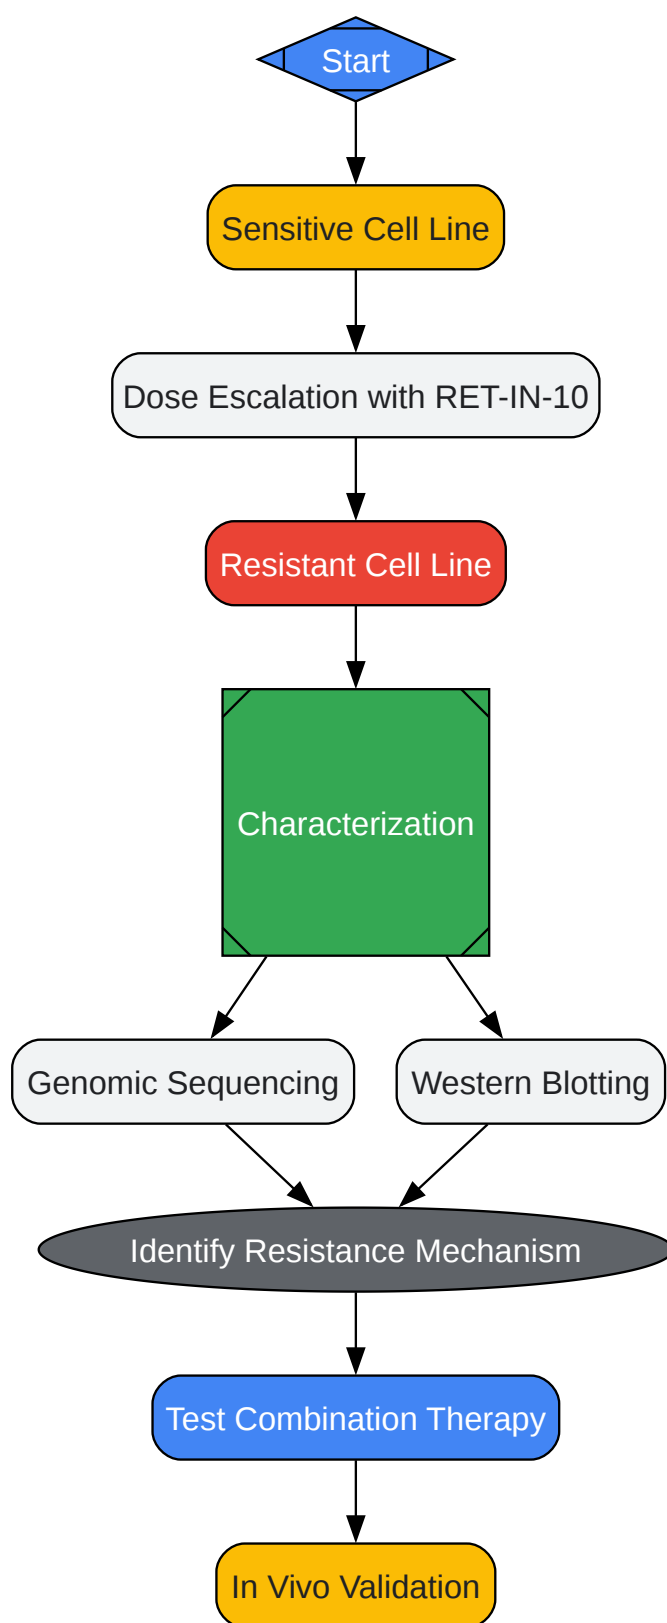 Start
Sensitive Cell Line
Dose Escalation with RET-IN-10
Resistant Cell Line
Characterization
Genomic Sequencing
Western Blotting
Identify Resistance Mechanism
Test Combination Therapy
In Vivo Validation